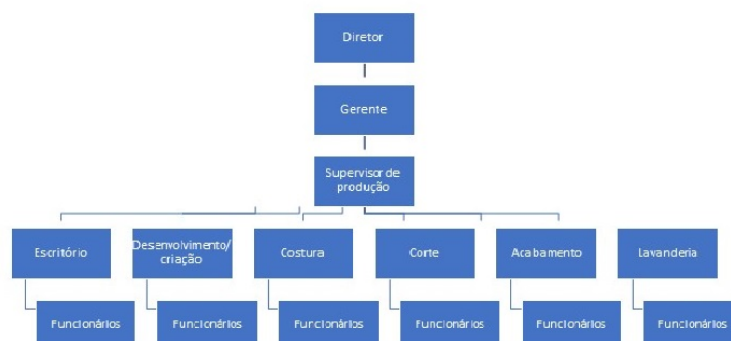 Diretor
Gerente
Supervisor de
produção
Escritório
Desenvolvimento/
criação
Costura
Corte
Acabamento
Lavanderia
Funcionários
Funcionários
Funcionários
Funcionários
Funcionários
Funcionários